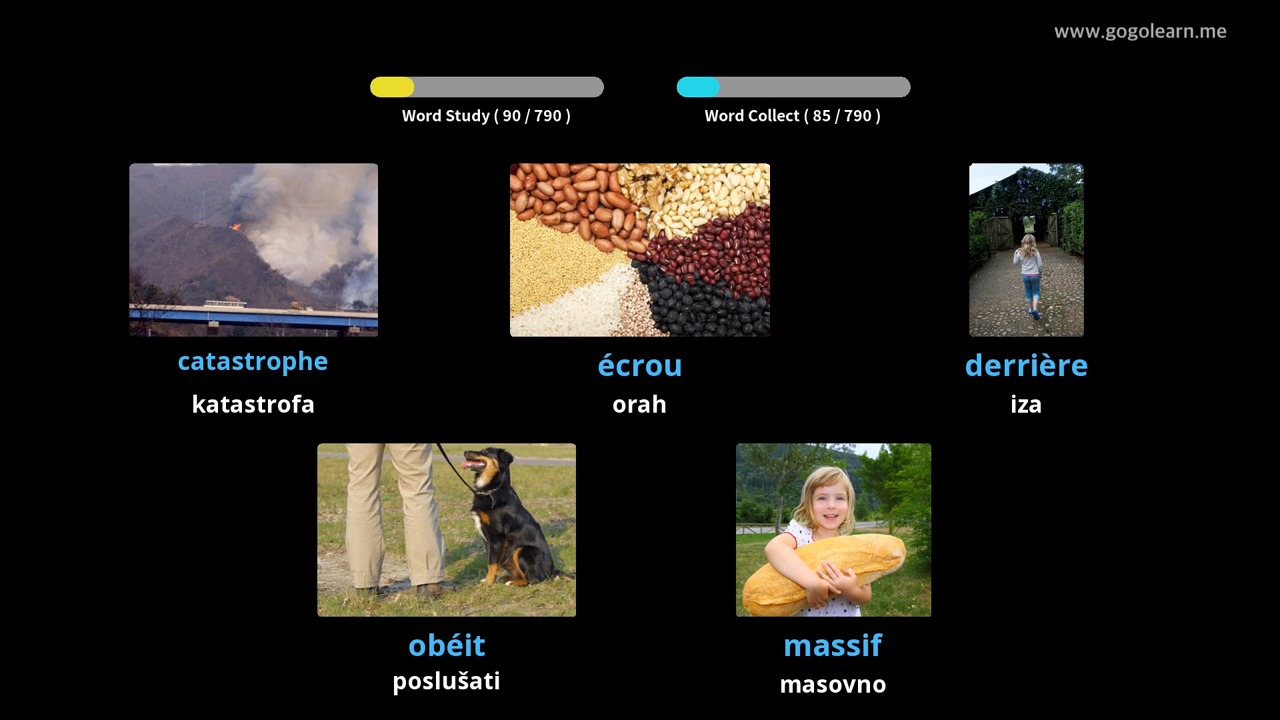 www.gogolearn.me
Word Study ( 90 / 790 )
Word Collect ( 85 / 790 )
catastrophe
katastrofa
écrou
orah
derrière
iza
obéit
poslušati
massif
masovno